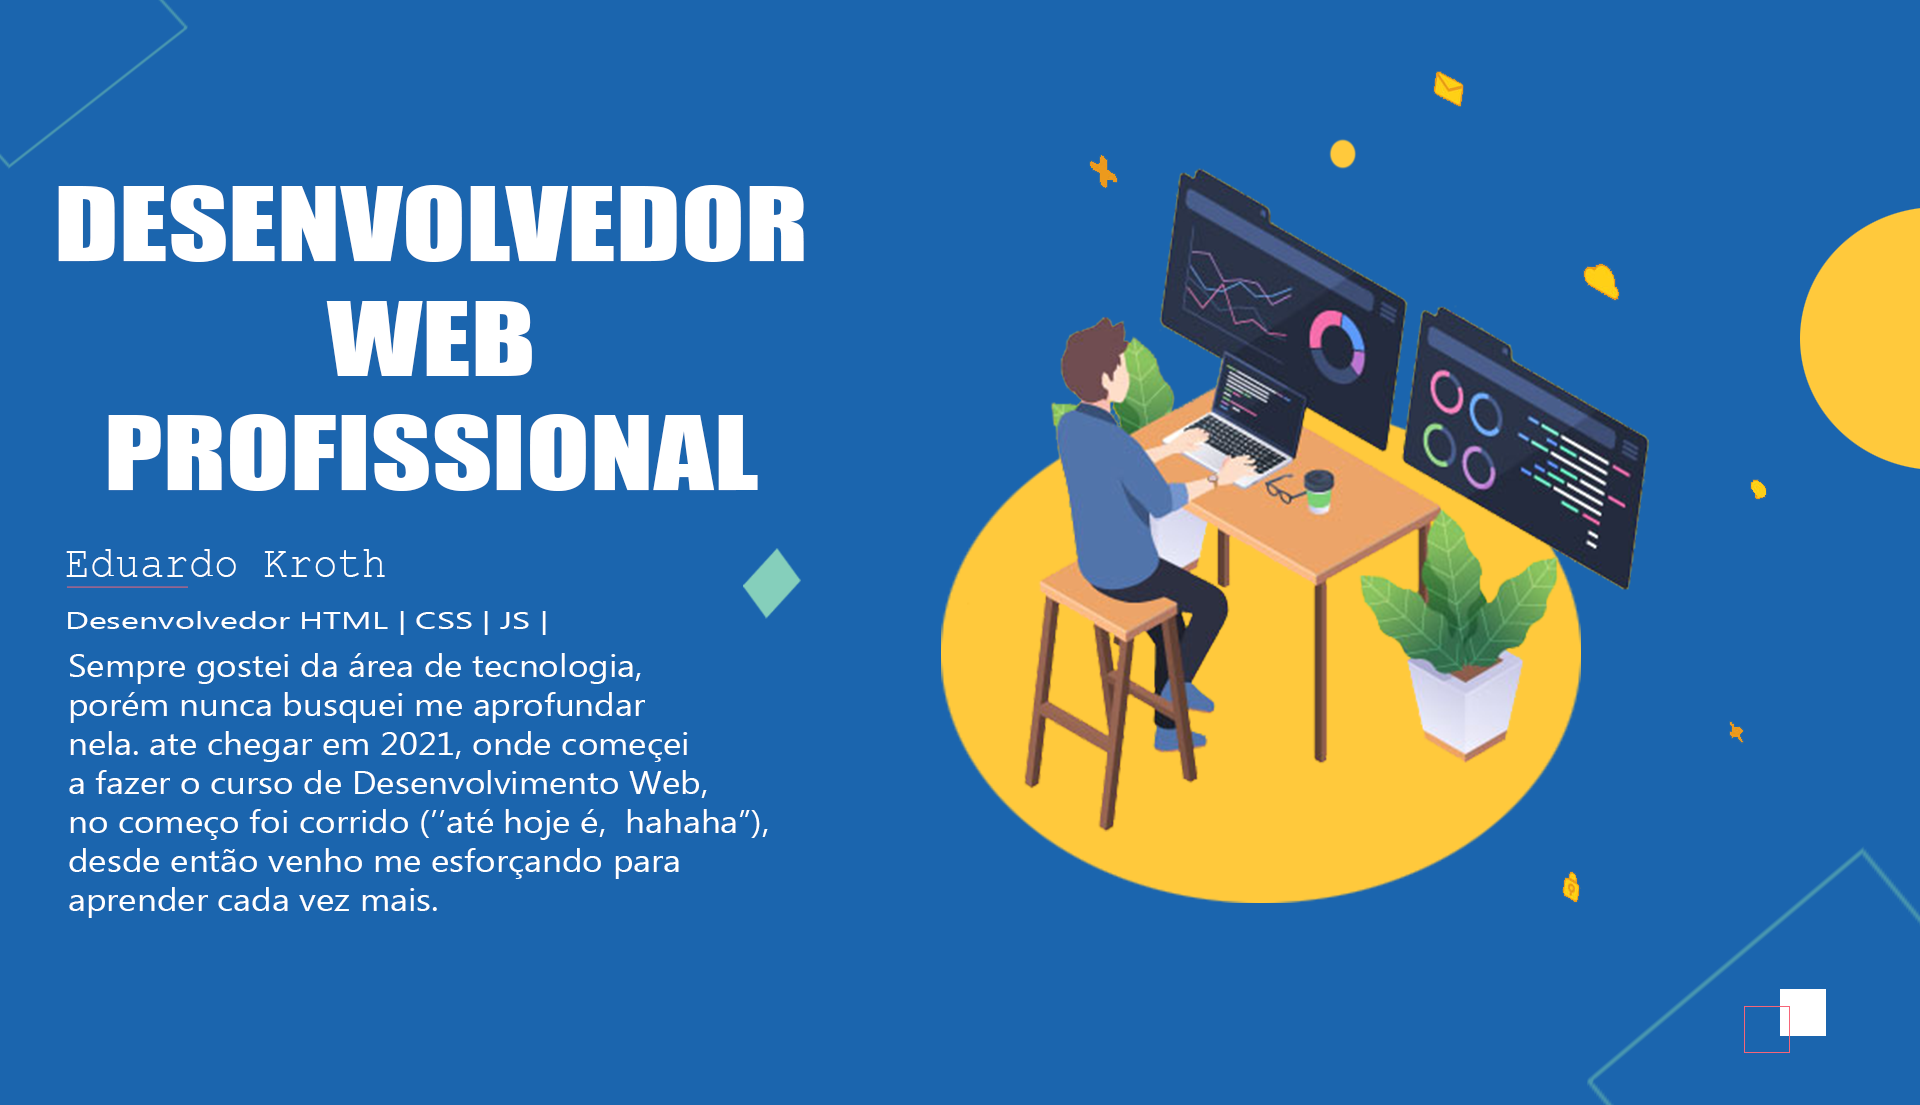 DESENVOLVEDOR
WEB
PROFISSIONAL
Eduardo Kroth
Desenvolvedor HTML | CSS | JS |
Sempre gostei da área de tecnologia,
porém nunca busquei me aprofundar
nela. ate chegar em 2021, onde começei
a fazer o curso de Desenvolvimento Web,
no começo foi corrido (’’até hoje é,  hahaha”),
desde então venho me esforçando para
aprender cada vez mais.